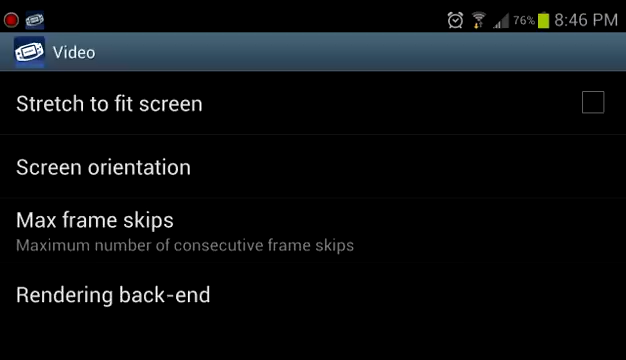 76% 8:46 PM
Video
Stretch to fit screen
Screen orientation
Max frame skips
Maximum number of consecutive frame skips
Rendering back-end